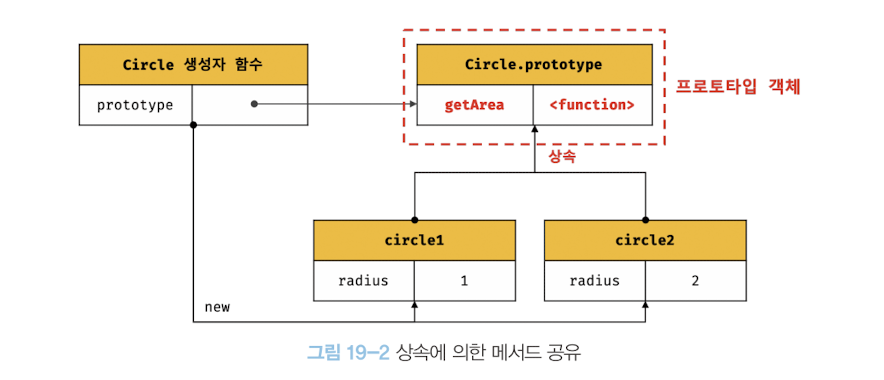 Circle 생성자 함수
prototype
Circle.prototype
getArea <function>
프로토타입 객체
상속
circle1
radius 1
circle2
radius 2
new
그림 19-2 상속에 의한 메서드 공유